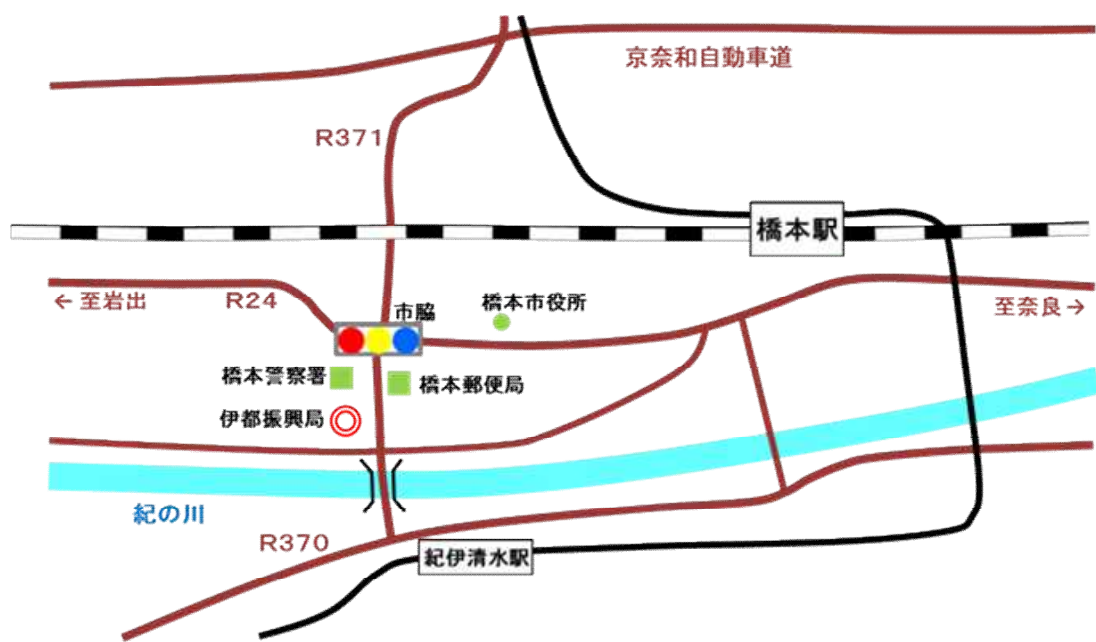 京奈和自動車道
R371
橋本駅
← 至岩出
R24
市脇
橋本市役所
至奈良→
橋本警察署
橋本郵便局
伊都振興局
紀の川
R370
紀伊清水駅